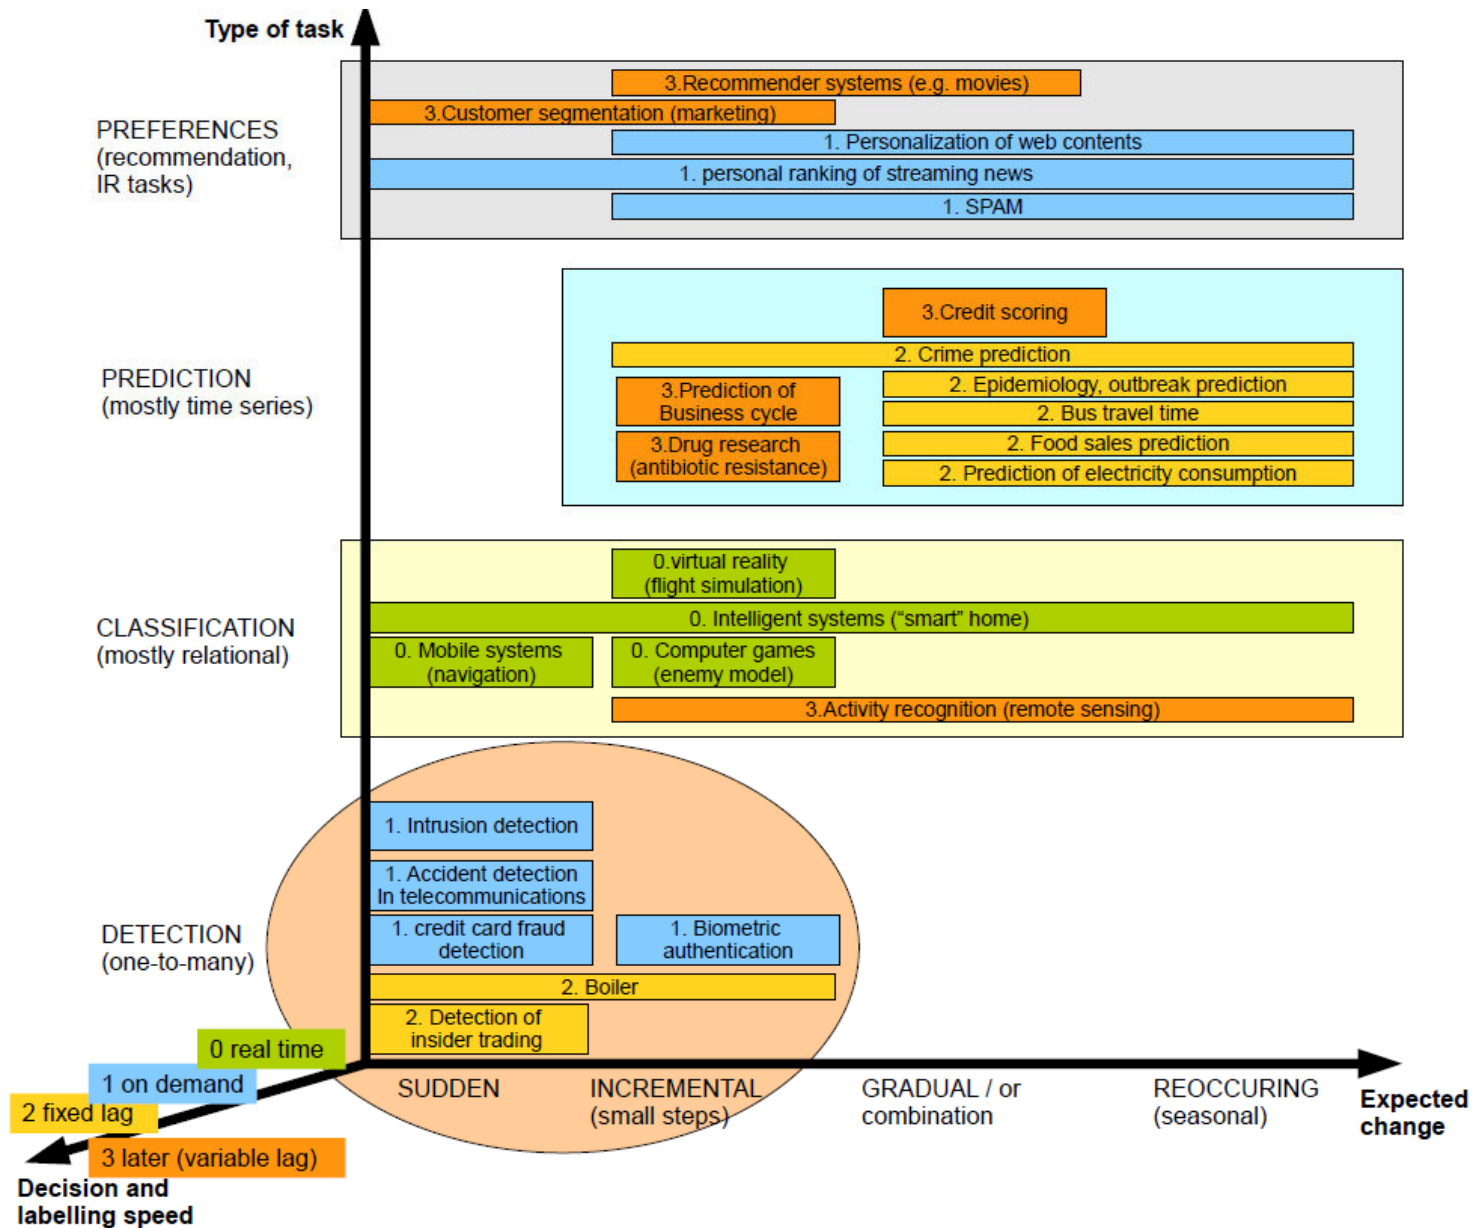 Type of task
PREFERENCES
(recommendation,
IR tasks)
3.Recommender systems (e.g. movies)
3.Customer segmentation (marketing)
1. Personalization of web contents
1. personal ranking of streaming news
1. SPAM
PREDICTION
(mostly time series)
3.Credit scoring
2. Crime prediction
3.Prediction of
Business cycle
2. Epidemiology, outbreak prediction
2. Bus travel time
3.Drug research
(antibiotic resistance)
2. Food sales prediction
2. Prediction of electricity consumption
CLASSIFICATION
(mostly relational)
0.virtual reality
(flight simulation)
0. Intelligent systems (“smart” home)
0. Mobile systems
(navigation)
0. Computer games
(enemy model)
3.Activity recognition (remote sensing)
DETECTION
(one-to-many)
1. Intrusion detection
1. Accident detection
In telecommunications
1. credit card fraud
detection
1. Biometric
authentication
2. Boiler
2. Detection of
insider trading
0 real time
1 on demand
2 fixed lag
3 later (variable lag)
Decision and
labelling speed
SUDDEN
INCREMENTAL
(small steps)
GRADUAL / or
combination
REOCCURING
(seasonal)
Expected
change